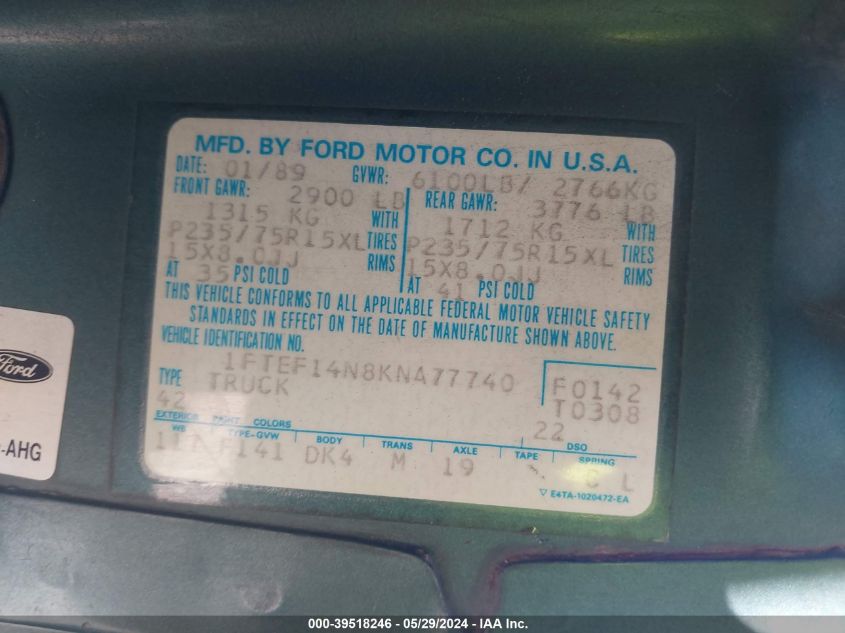 MFD. BY FORD MOTOR CO. IN U.S.A.
DATE: 01/89 GVWR: 6100LB/ 2766KG
FRONT GAWR: 2900 LB REAR GAWR: 3776 LB
1315 KG WITH 1712 KG WITH
P235/75R15XL TIRES P235/75R15XL TIRES
15X8.0JJ RIMS 15X8.0JJ RIMS
AT 35 PSI COLD AT 41 PSI COLD
THIS VEHICLE CONFORMS TO ALL APPLICABLE FEDERAL MOTOR VEHICLE SAFETY
STANDARDS IN EFFECT ON THE DATE OF MANUFACTURE SHOWN ABOVE.
VEHICLE IDENTIFICATION NO.
1FTEF14N8KNA77740 F0142
TYPE TRUCK T0308
42 22
EXTERIOR PAINT COLORS DSO
WB TYPE-GVW BODY TRANS AXLE TAPE SPRING
F141 DK4 M 19 C L
▽ E4TA-1020472-EA
Ford
-AHG
000-39518246 - 05/29/2024 - IAA Inc.